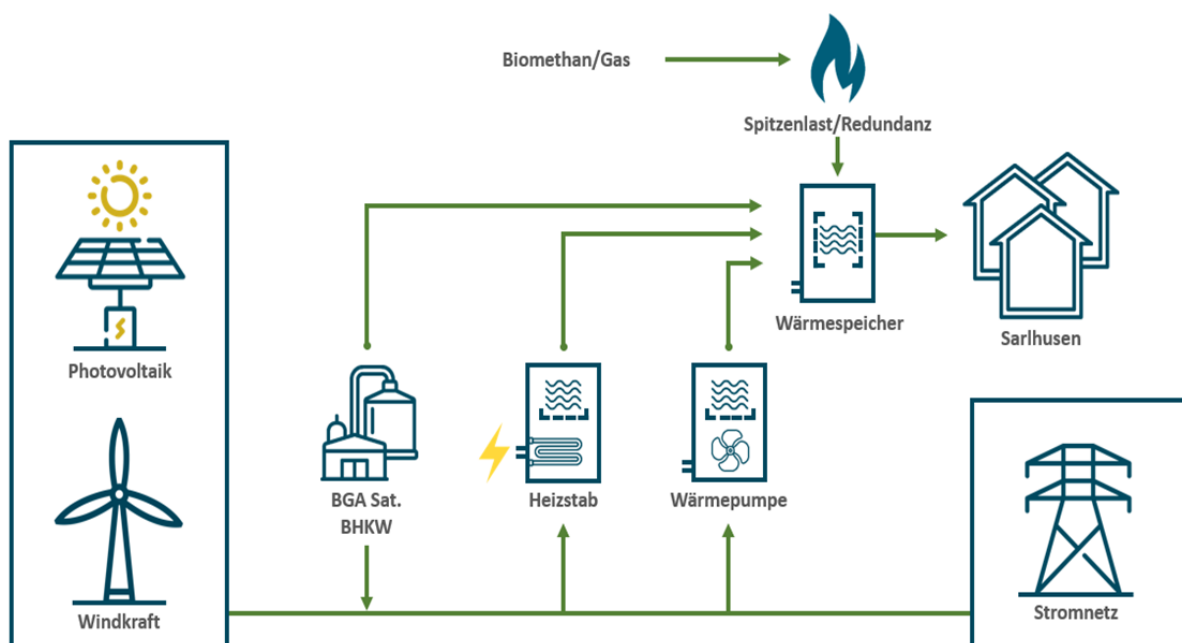 Biomethan/Gas
Spitzenlast/Redundanz
Photovoltaik
Wärmespeicher
Sarlhusen
BGA Sat.
BHKW
Heizstab
Wärmepumpe
Windkraft
Stromnetz